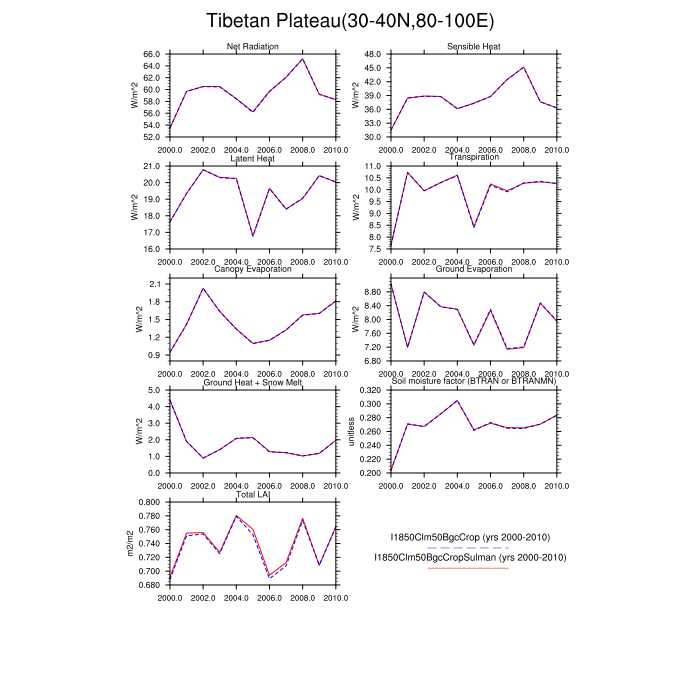 Tibetan Plateau(30-40N,80-100E)
Net Radiation
W/m^2
66.0
64.0
62.0
60.0
58.0
56.0
54.0
52.0
2000.0 2002.0 2004.0 2006.0 2008.0 2010.0
Sensible Heat
W/m^2
48.0
45.0
42.0
39.0
36.0
33.0
30.0
2000.0 2002.0 2004.0 2006.0 2008.0 2010.0
Latent Heat
W/m^2
21.0
20.0
19.0
18.0
17.0
16.0
2000.0 2002.0 2004.0 2006.0 2008.0 2010.0
Transpiration
W/m^2
11.0
10.5
10.0
9.5
9.0
8.5
8.0
7.5
2000.0 2002.0 2004.0 2006.0 2008.0 2010.0
Canopy Evaporation
W/m^2
2.1
1.8
1.5
1.2
0.9
2000.0 2002.0 2004.0 2006.0 2008.0 2010.0
Ground Evaporation
W/m^2
8.80
8.40
8.00
7.60
7.20
6.80
2000.0 2002.0 2004.0 2006.0 2008.0 2010.0
Ground Heat + Snow Melt
W/m^2
5.0
4.0
3.0
2.0
1.0
0.0
2000.0 2002.0 2004.0 2006.0 2008.0 2010.0
Soil moisture factor (BTRAN or BTRANMN)
unitless
0.320
0.300
0.280
0.260
0.240
0.220
0.200
2000.0 2002.0 2004.0 2006.0 2008.0 2010.0
Total LAI
m2/m2
0.800
0.780
0.760
0.740
0.720
0.700
0.680
2000.0 2002.0 2004.0 2006.0 2008.0 2010.0
I1850Clm50BgcCrop (yrs 2000-2010)
I1850Clm50BgcCropSulman (yrs 2000-2010)